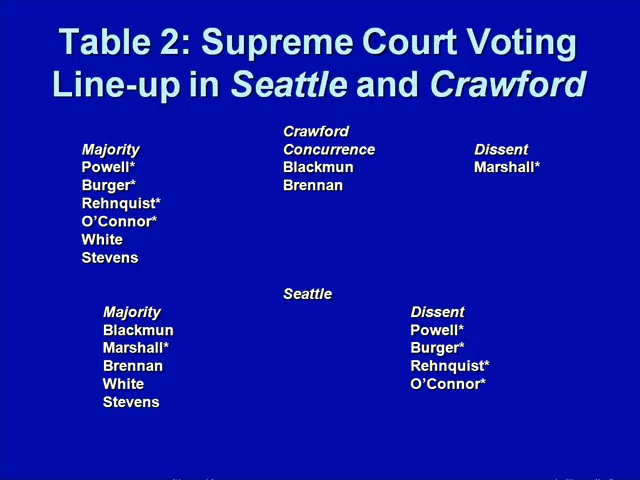 Table 2: Supreme Court Voting
Line-up in Seattle and Crawford
Crawford
Majority Concurrence Dissent
Powell* Blackmun Marshall*
Burger* Brennan
Rehnquist*
O’Connor*
White
Stevens
Seattle
Majority Dissent
Blackmun Powell*
Marshall* Burger*
Brennan Rehnquist*
White O’Connor*
Stevens